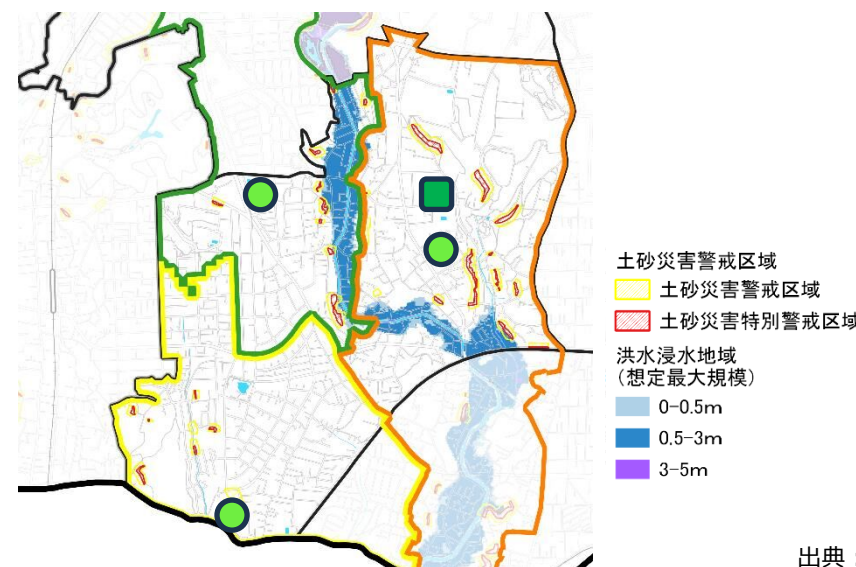 土砂災害警戒区域
土砂災害警戒区域
土砂災害特別警戒区域
洪水浸水地域
(想定最大規模)
0-0.5m
0.5-3m
3-5m
出典